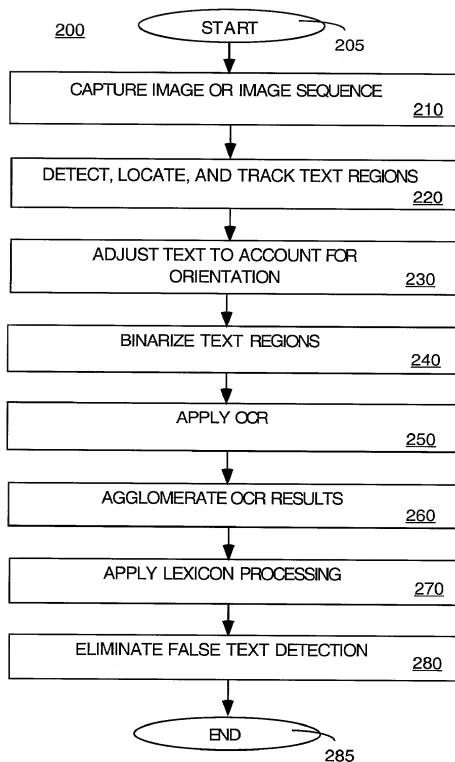 200
START
205
CAPTURE IMAGE OR IMAGE SEQUENCE
210
DETECT, LOCATE, AND TRACK TEXT REGIONS
220
ADJUST TEXT TO ACCOUNT FOR
ORIENTATION
230
BINARIZE TEXT REGIONS
240
APPLY OCR
250
AGGLOMERATE OCR RESULTS
260
APPLY LEXICON PROCESSING
270
ELIMINATE FALSE TEXT DETECTION
280
END
285